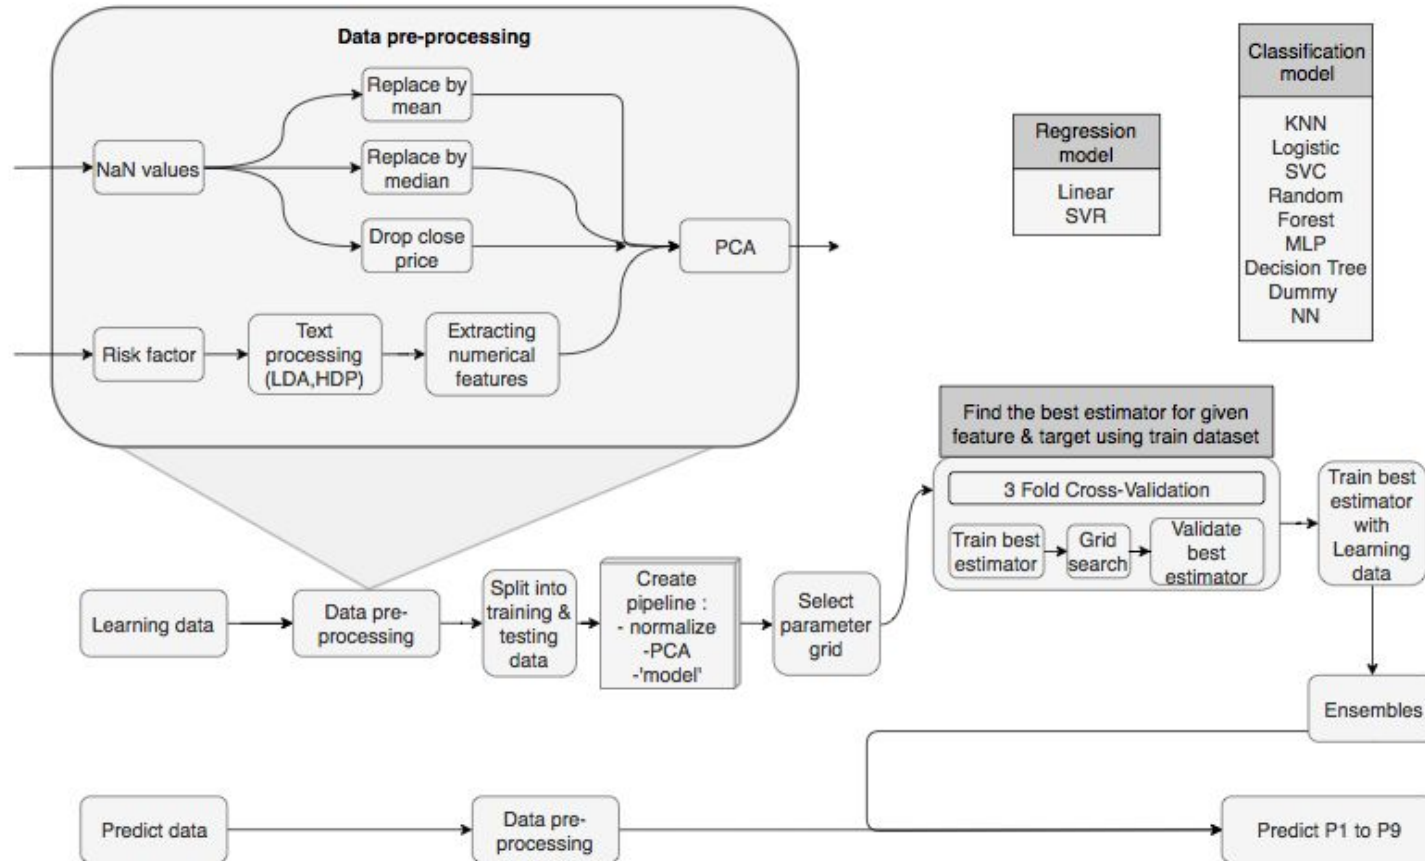 Data pre-processing
Replace by
mean
NaN values
Replace by
median
Drop close
price
PCA
Risk factor
Text
processing
(LDA,HDP)
Extracting
numerical
features
Regression
model
Linear
SVR
Classification
model
KNN
Logistic
SVC
Random
Forest
MLP
Decision Tree
Dummy
NN
Find the best estimator for given
feature & target using train dataset
3 Fold Cross-Validation
Train best
estimator
Grid
search
Validate
best
estimator
Train best
estimator
with
Learning
data
Learning data
Data pre-
processing
Split into
training &
testing
data
Create
pipeline :
- normalize
-PCA
-'model'
Select
parameter
grid
Ensembles
Predict data
Data pre-
processing
Predict P1 to P9